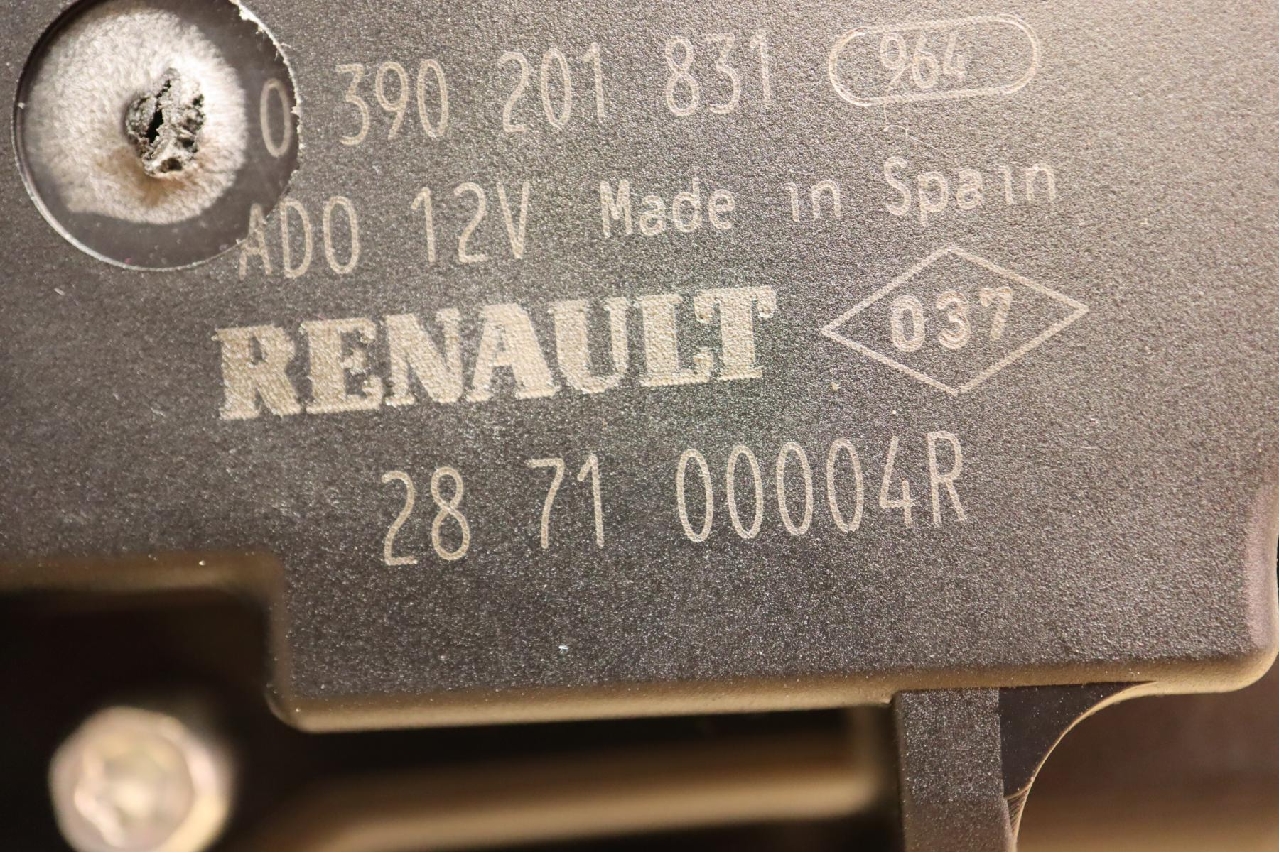 0 390 201 831 964
ADO 12V Made in Spain
RENAULT 037
28 71 00004R